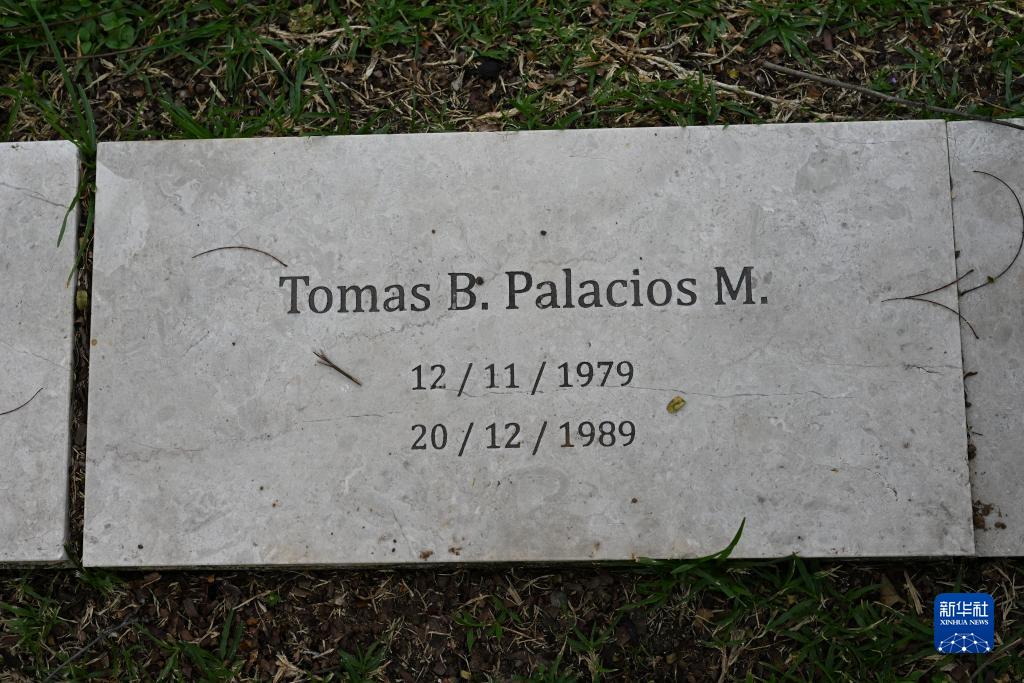 Tomas B. Palacios M.
12 / 11 / 1979
20 / 12 / 1989
新华社
XINHUA NEWS